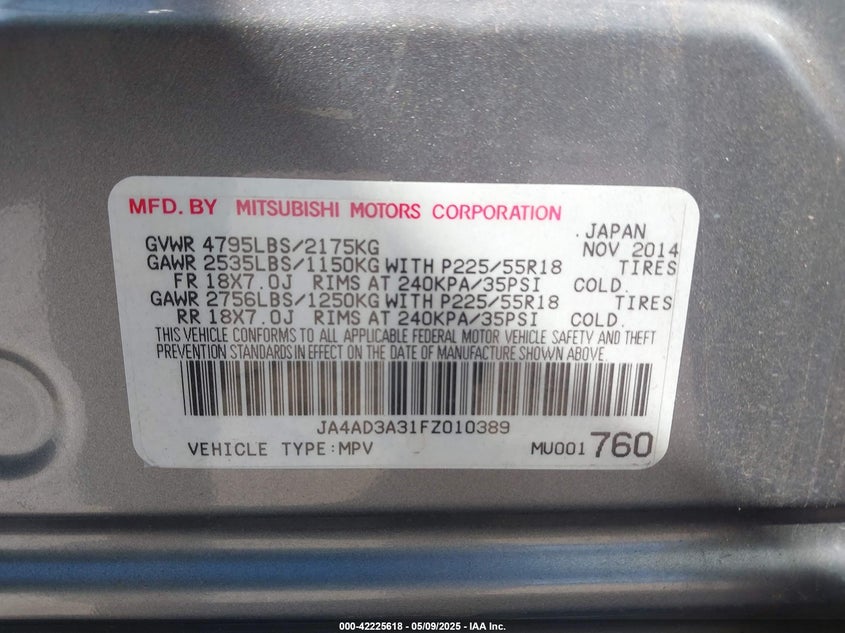 MFD. BY MITSUBISHI MOTORS CORPORATION
JAPAN
GVWR 4795LBS/2175KG NOV 2014
GAWR 2535LBS/1150KG WITH P225/55R18 TIRES
FR 18X7.0J RIMS AT 240KPA/35PSI COLD.
GAWR 2756LBS/1250KG WITH P225/55R18 TIRES
RR 18X7.0J RIMS AT 240KPA/35PSI COLD.
THIS VEHICLE CONFORMS TO ALL APPLICABLE FEDERAL MOTOR VEHICLE SAFETY AND THEFT
PREVENTION STANDARDS IN EFFECT ON THE DATE OF MANUFACTURE SHOWN ABOVE.
JA4AD3A31FZ010389
VEHICLE TYPE:MPV MU001760
000-42225618 - 05/09/2025 - IAA Inc.